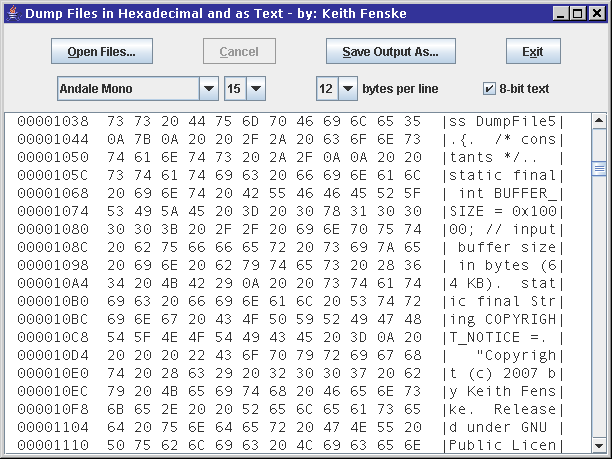 Dump Files in Hexadecimal and as Text - by: Keith Fenske
Open Files... Cancel Save Output As... Exit
Andale Mono 15 12 bytes per line 8-bit text
00001038 73 73 20 44 75 6D 70 46 69 6C 65 35 |ss DumpFile5|
00001044 0A 7B 0A 20 20 2F 2A 20 63 6F 6E 73 |.{.  /* cons|
00001050 74 61 6E 74 73 20 2A 2F 0A 0A 20 20 |tants */..  |
0000105C 73 74 61 74 69 63 20 66 69 6E 61 6C |static final|
00001068 20 69 6E 74 20 42 55 46 46 45 52 5F | int BUFFER_|
00001074 53 49 5A 45 20 3D 20 30 78 31 30 30 |SIZE = 0x100|
00001080 30 30 3B 20 2F 2F 20 69 6E 70 75 74 |00; // input|
0000108C 20 62 75 66 66 65 72 20 73 69 7A 65 | buffer size|
00001098 20 69 6E 20 62 79 74 65 73 20 28 36 | in bytes (6|
000010A4 34 20 4B 42 29 0A 20 20 73 74 61 74 |4 KB).  stat|
000010B0 69 63 20 66 69 6E 61 6C 20 53 74 72 |ic final Str|
000010BC 69 6E 67 20 43 4F 50 59 52 49 47 48 |ing COPYRIGH|
000010C8 54 5F 4E 4F 54 49 43 45 20 3D 0A 20 |T_NOTICE =. |
000010D4 20 20 20 22 43 6F 70 79 72 69 67 68 |   "Copyrigh|
000010E0 74 20 28 63 29 20 32 30 30 37 20 62 |t (c) 2007 b|
000010EC 79 20 4B 65 69 74 68 20 46 65 6E 73 |y Keith Fens|
000010F8 6B 65 2E 20 20 52 65 6C 65 61 73 65 |ke.  Release|
00001104 64 20 75 6E 64 65 72 20 47 4E 55 20 |d under GNU |
00001110 50 75 62 6C 69 63 20 4C 69 63 65 6E |Public Licen|